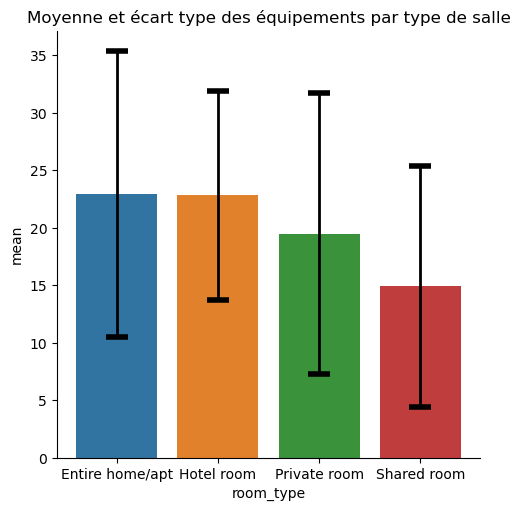 Moyenne et écart type des équipements par type de salle
35
30
25
20
15
10
5
0
mean
Entire home/apt Hotel room Private room Shared room
room_type